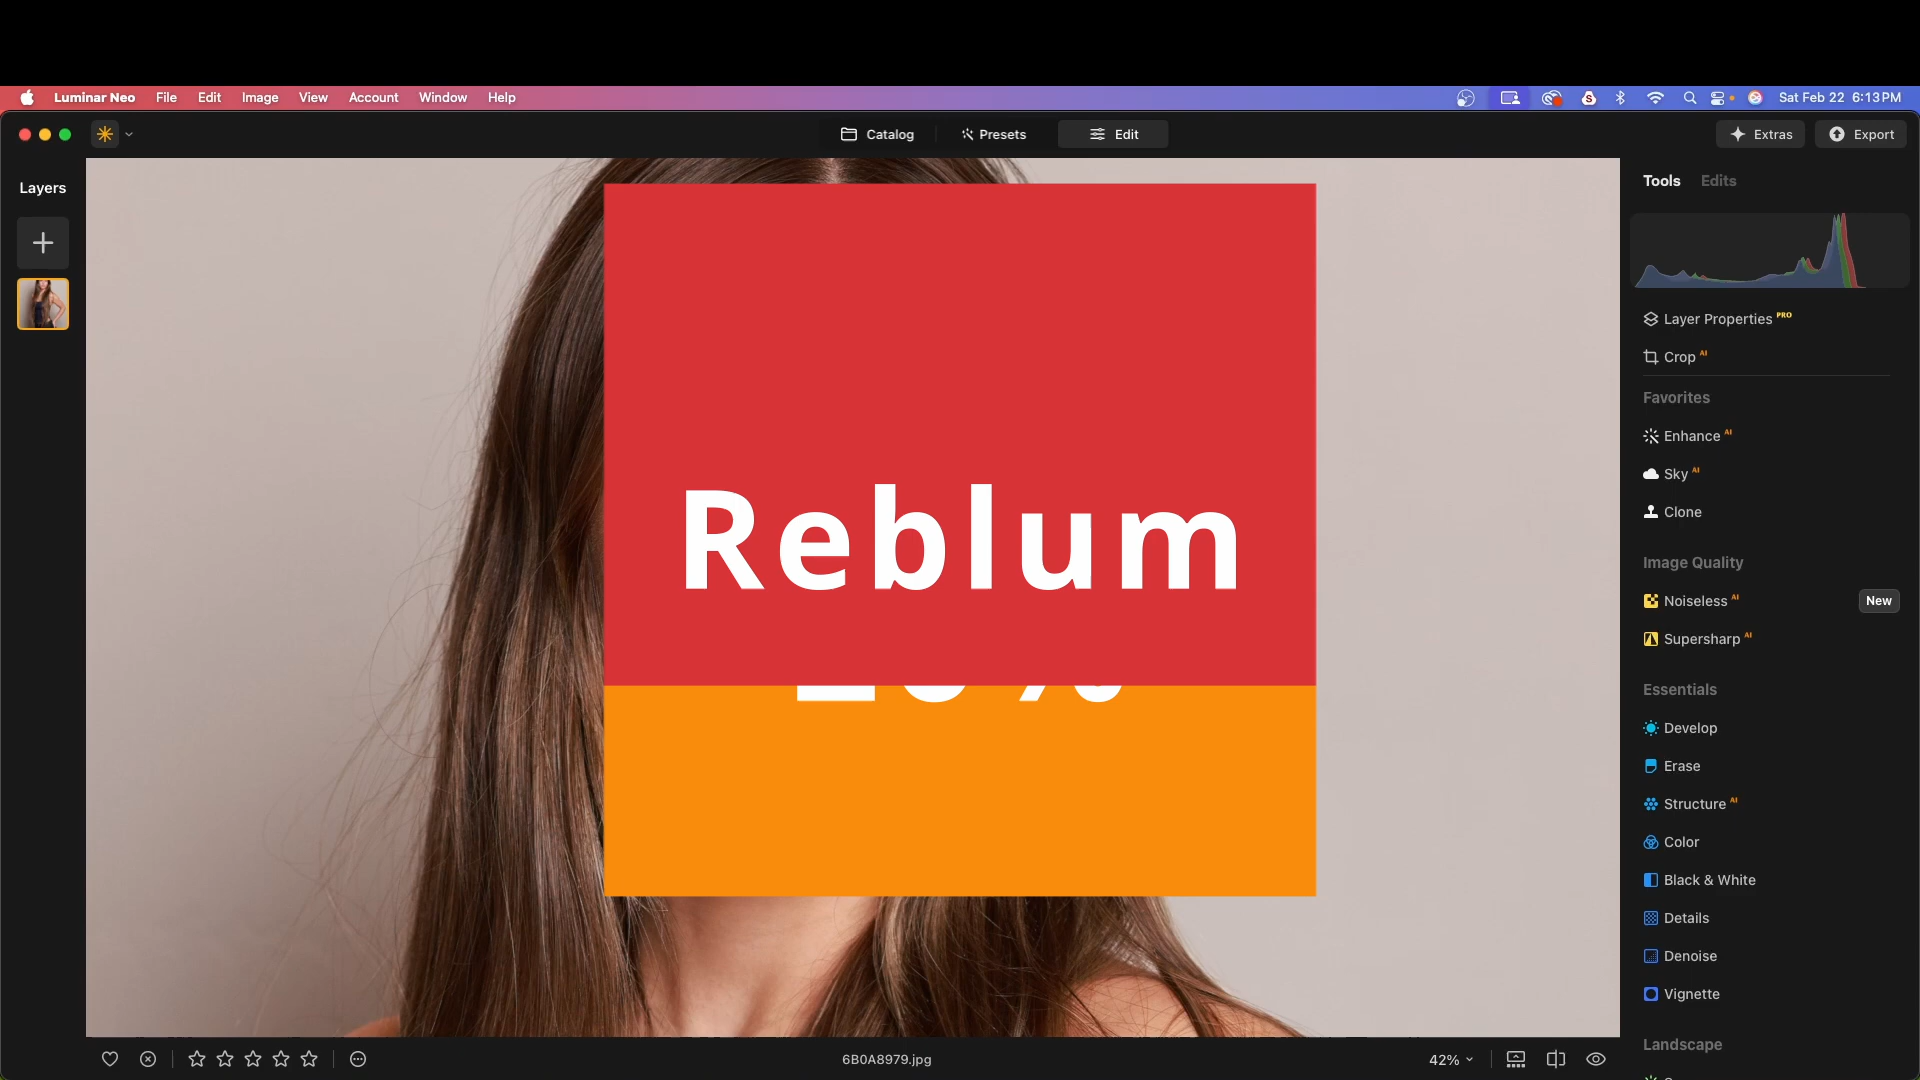 Luminar Neo File Edit Image View Account Window Help Sat Feb 22 6:13 PM
Catalog Presets Edit Extras Export
Layers
Tools Edits
Layer Properties PRO
Crop AI
Favorites
Enhance AI
Sky AI
Clone
Image Quality
Noiseless AI New
Supersharp AI
Essentials
Develop
Erase
Structure AI
Color
Black & White
Details
Denoise
Vignette
Landscape
Reblum
6B0A8979.jpg 42%